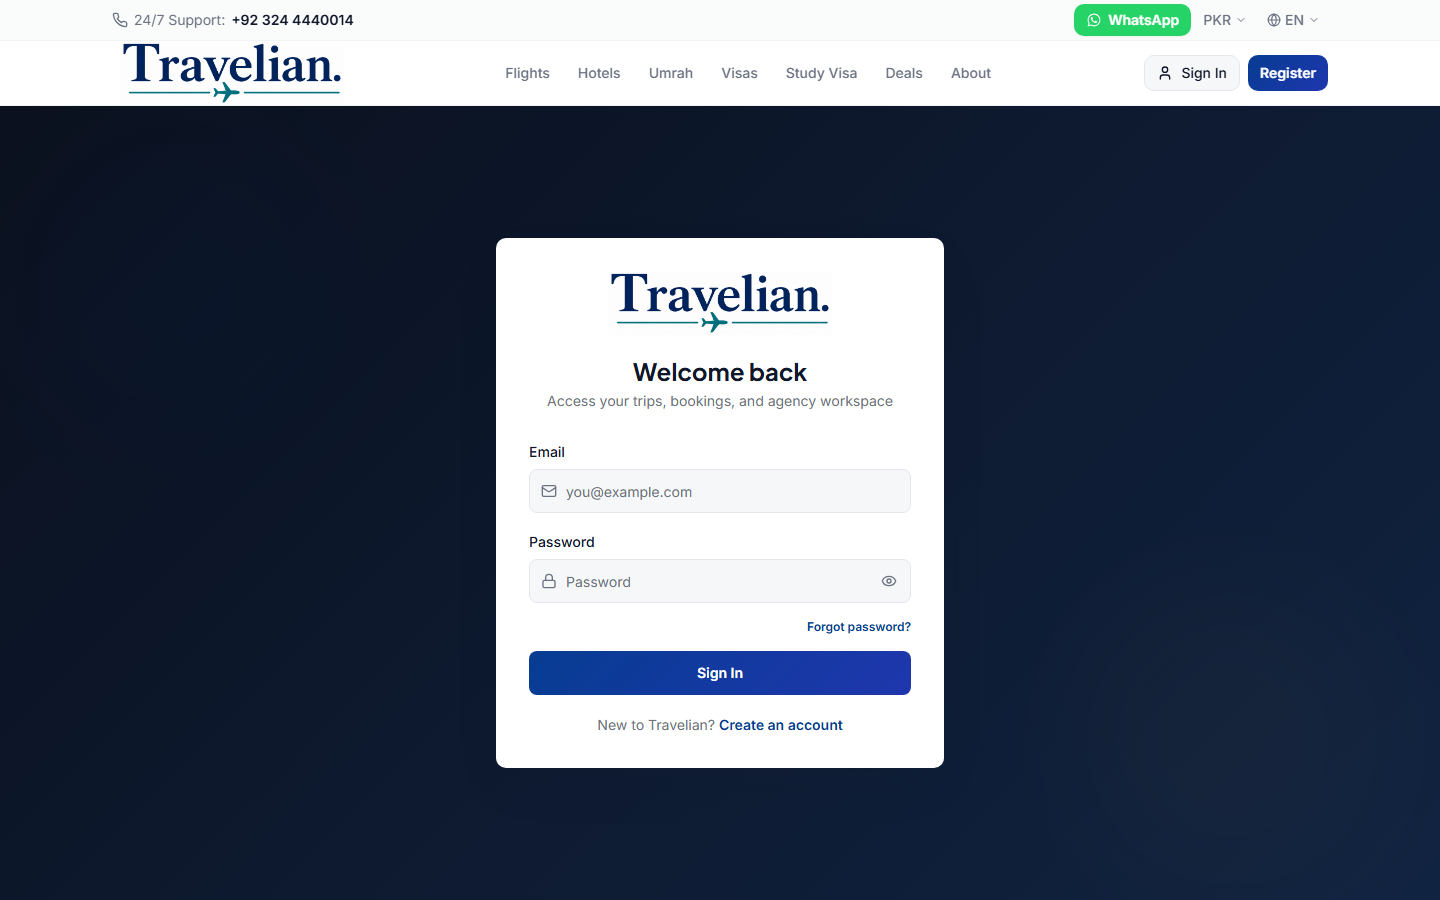 24/7 Support: +92 324 4440014
WhatsApp
PKR
EN
Travelian.
Flights
Hotels
Umrah
Visas
Study Visa
Deals
About
Sign In
Register
Travelian.
Welcome back
Access your trips, bookings, and agency workspace
Email
you@example.com
Password
Password
Forgot password?
Sign In
New to Travelian? Create an account